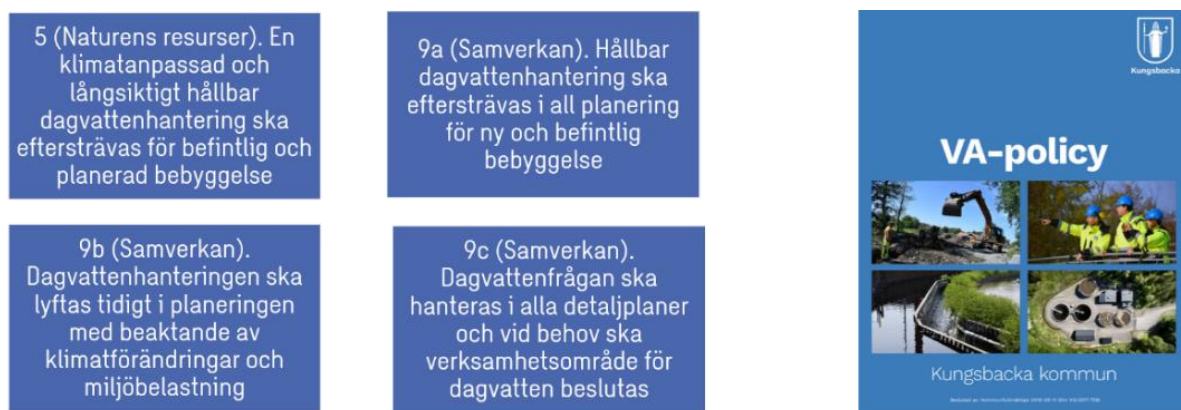 5 (Naturens resurser). En
klimatanpassad och
långsiktigt hållbar
dagvattenhantering ska
eftersträvas för befintlig och
planerad bebyggelse
9a (Samverkan). Hållbar
dagvattenhantering ska
eftersträvas i all planering
för ny och befintlig
bebyggelse
9b (Samverkan).
Dagvattenhanteringen ska
lyftas tidigt i planeringen
med beaktande av
klimatförändringar och
miljöbelastning
9c (Samverkan).
Dagvattenfrågan ska
hanteras i alla detaljplaner
och vid behov ska
verksamhetsområde för
dagvatten beslutas
Kungsbacka
VA-policy
Kungsbacka kommun